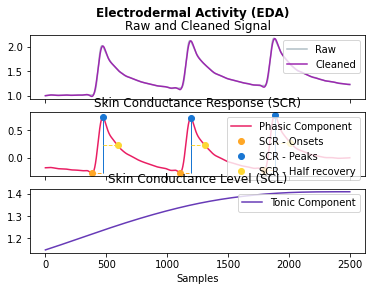 Electrodermal Activity (EDA)
Raw and Cleaned Signal
2.0
1.5
1.0
Raw
Cleaned
Skin Conductance Response (SCR)
0.5
0.0
Phasic Component
SCR - Onsets
SCR - Peaks
SCR - Half recovery
Skin Conductance Level (SCL)
1.4
1.3
1.2
Tonic Component
0 500 1000 1500 2000 2500
Samples